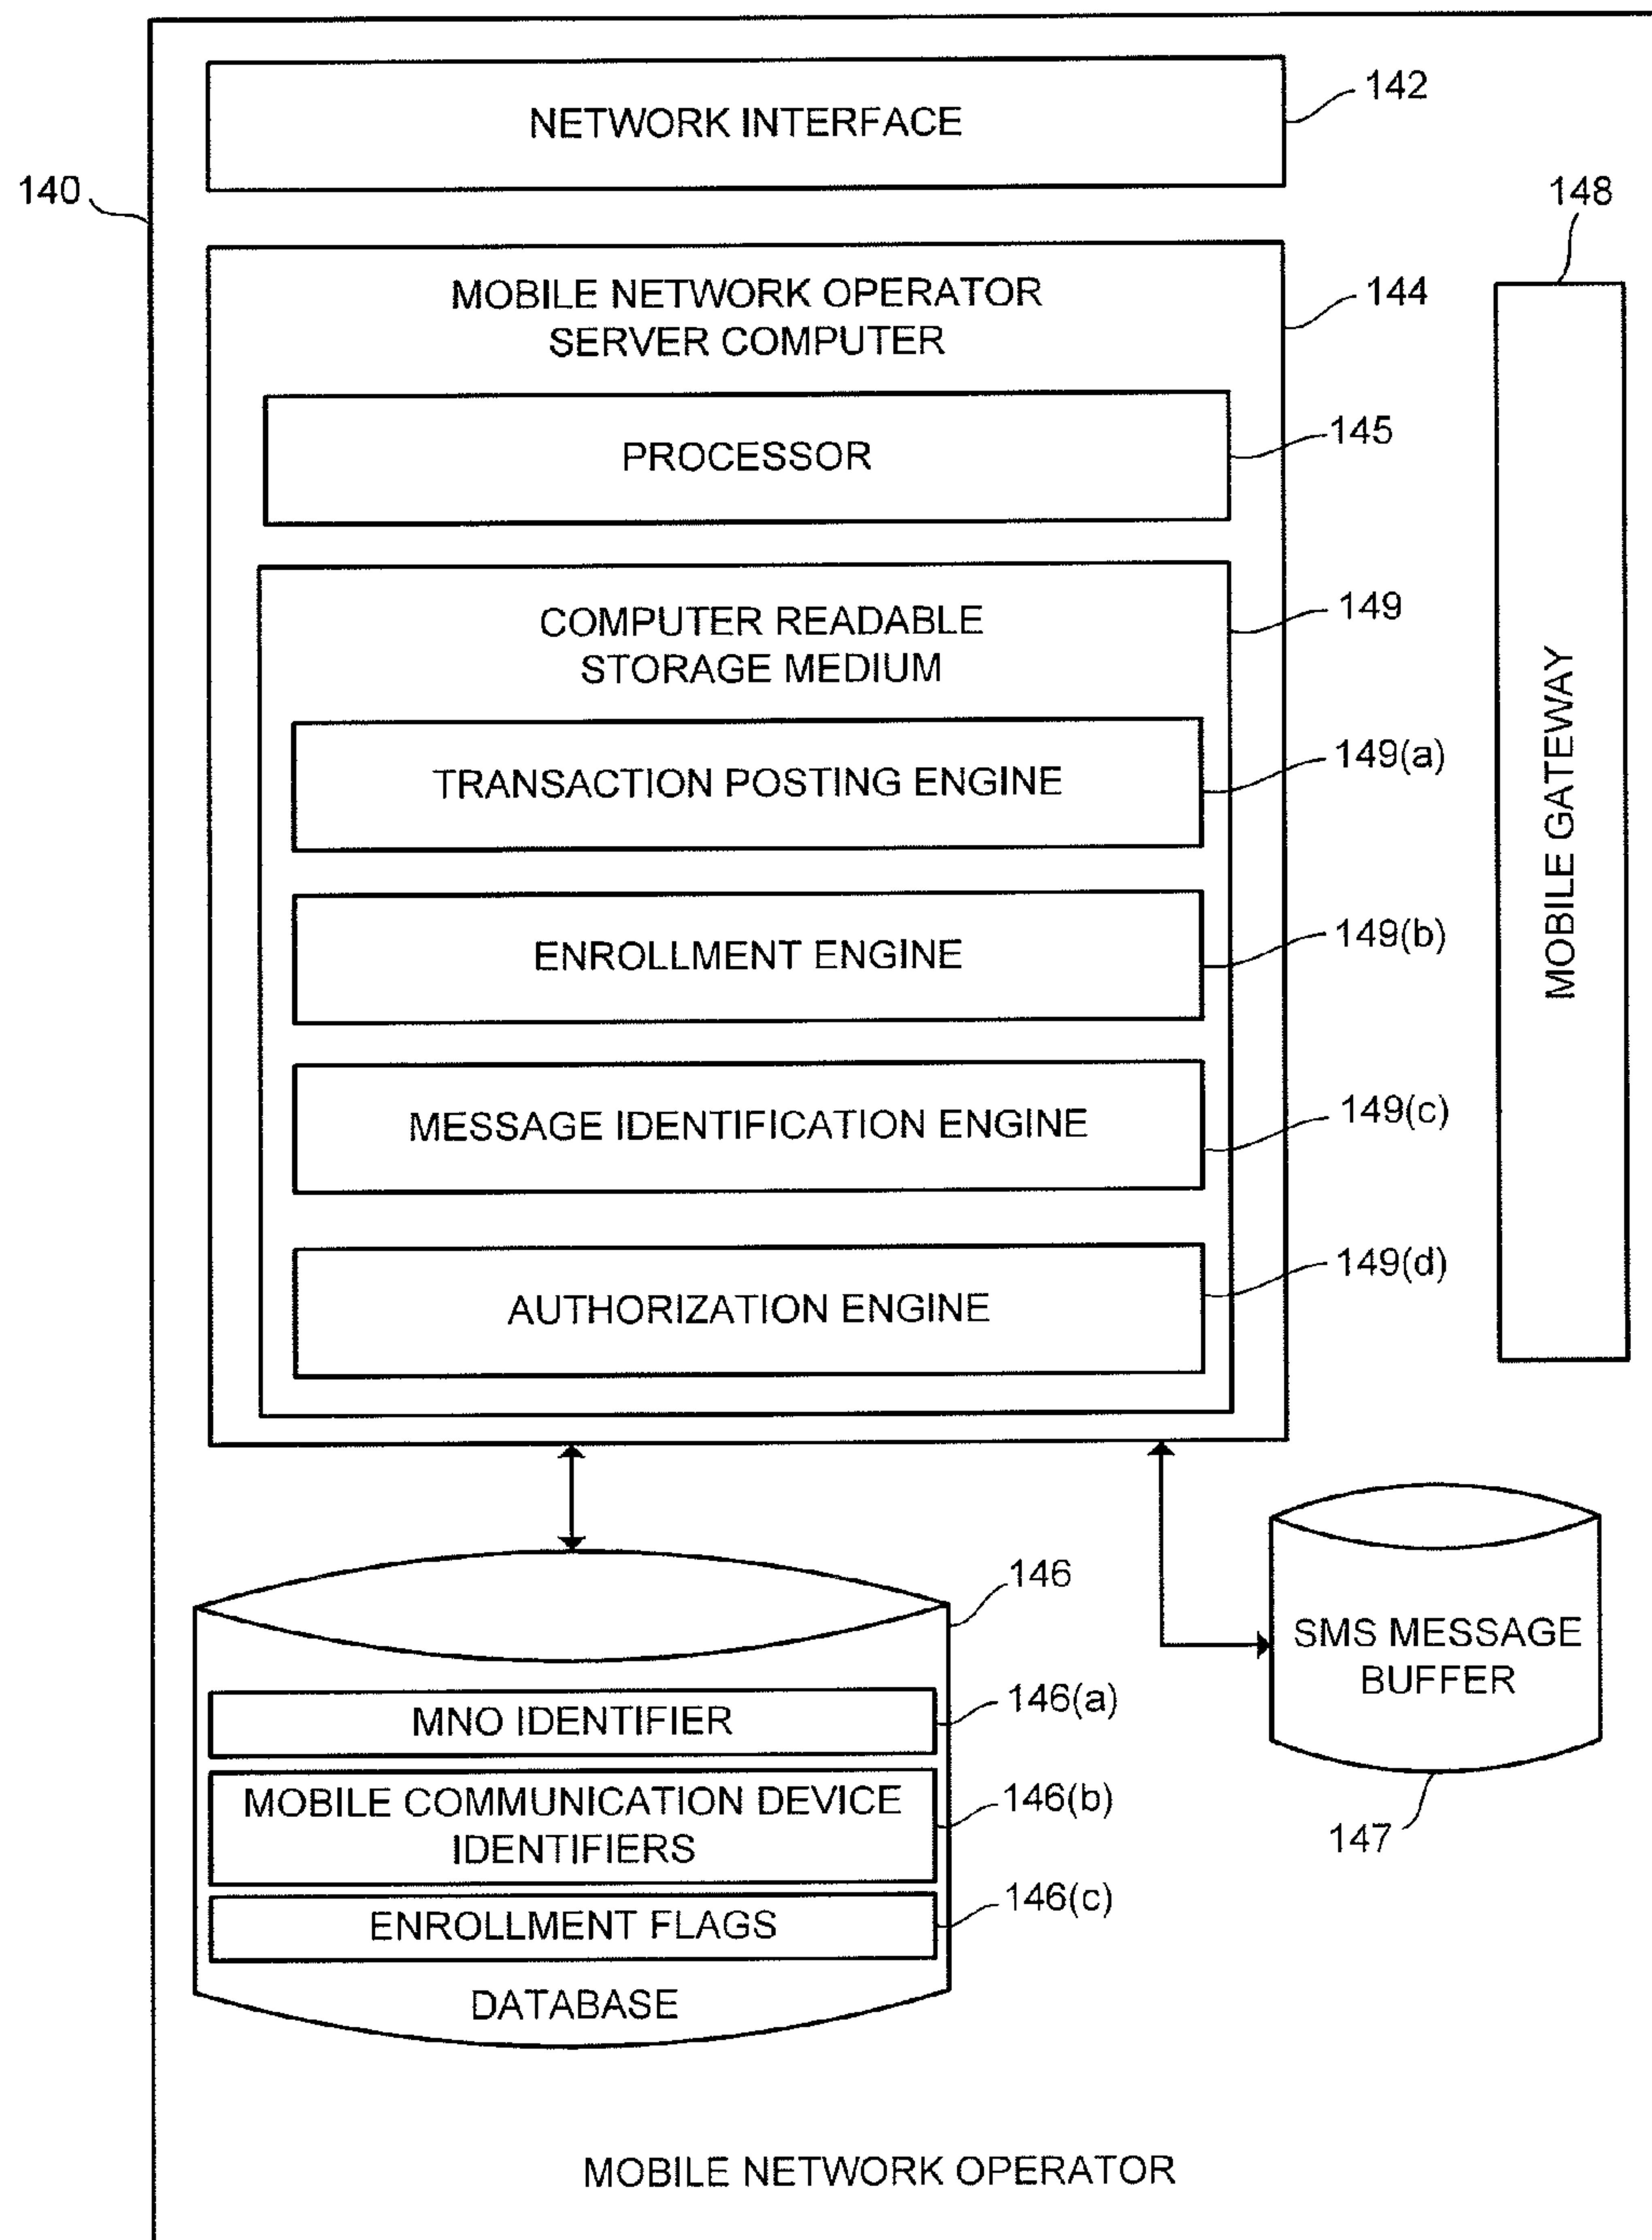 NETWORK INTERFACE
142
140
148
MOBILE NETWORK OPERATOR
SERVER COMPUTER
144
PROCESSOR
145
COMPUTER READABLE
STORAGE MEDIUM
149
TRANSACTION POSTING ENGINE
149(a)
ENROLLMENT ENGINE
149(b)
MESSAGE IDENTIFICATION ENGINE
149(c)
AUTHORIZATION ENGINE
149(d)
MOBILE GATEWAY
146
MNO IDENTIFIER
146(a)
MOBILE COMMUNICATION DEVICE
IDENTIFIERS
146(b)
ENROLLMENT FLAGS
146(c)
DATABASE
SMS MESSAGE
BUFFER
147
MOBILE NETWORK OPERATOR